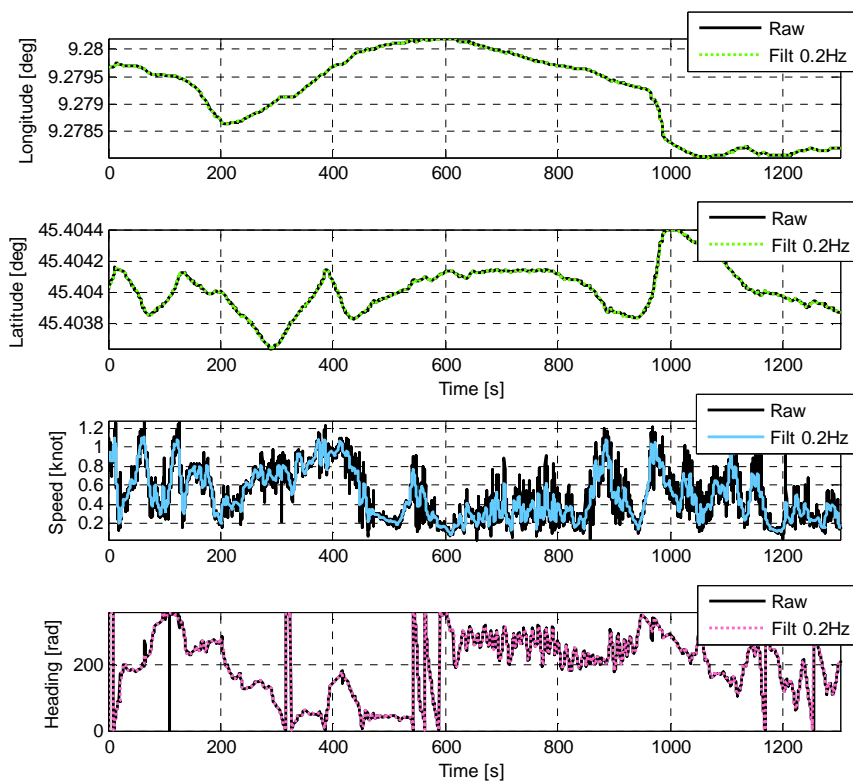 Raw
Filt 0.2Hz
Longitude [deg]
9.28
9.2795
9.279
9.2785
0 200 400 600 800 1000 1200
Raw
Filt 0.2Hz
Latitude [deg]
45.4044
45.4042
45.404
45.4038
0 200 400 600 800 1000 1200
Time [s]
Raw
Filt 0.2Hz
Speed [knot]
1.2
1
0.8
0.6
0.4
0.2
0 200 400 600 800 1000 1200
Raw
Filt 0.2Hz
Heading [rad]
200
0
0 200 400 600 800 1000 1200
Time [s]